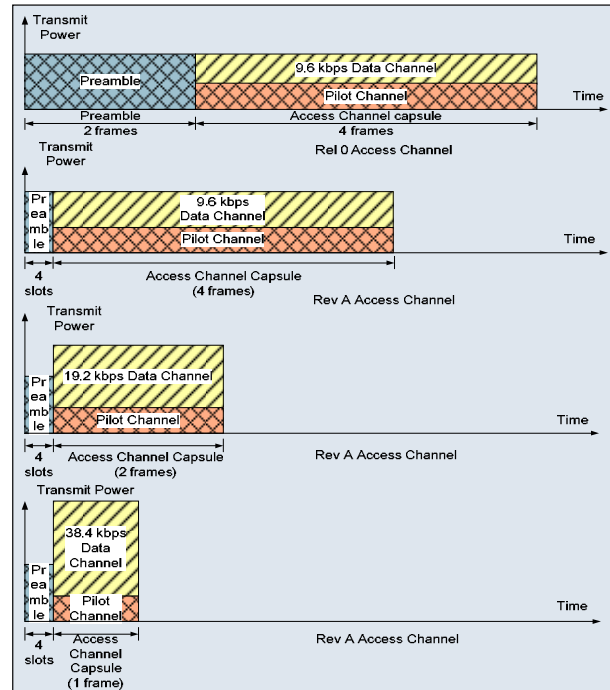 Transmit
Power
Preamble
9.6 kbps Data Channel
Pilot Channel
Time
Preamble
2 frames
Access Channel capsule
4 frames
Rel 0 Access Channel
Transmit
Power
Pr
ea
mb
le
9.6 kbps
Data Channel
Pilot Channel
Time
4
slots
Access Channel Capsule
(4 frames)
Rev A Access Channel
Transmit
Power
Pr
ea
mb
le
19.2 kbps Data Channel
Pilot Channel
Time
4
slots
Access Channel Capsule
(2 frames)
Rev A Access Channel
Transmit Power
Pr
ea
mb
le
38.4 kbps
Data
Channel
Pilot
Channel
Time
4
slots
Access
Channel
Capsule
(1 frame)
Rev A Access Channel